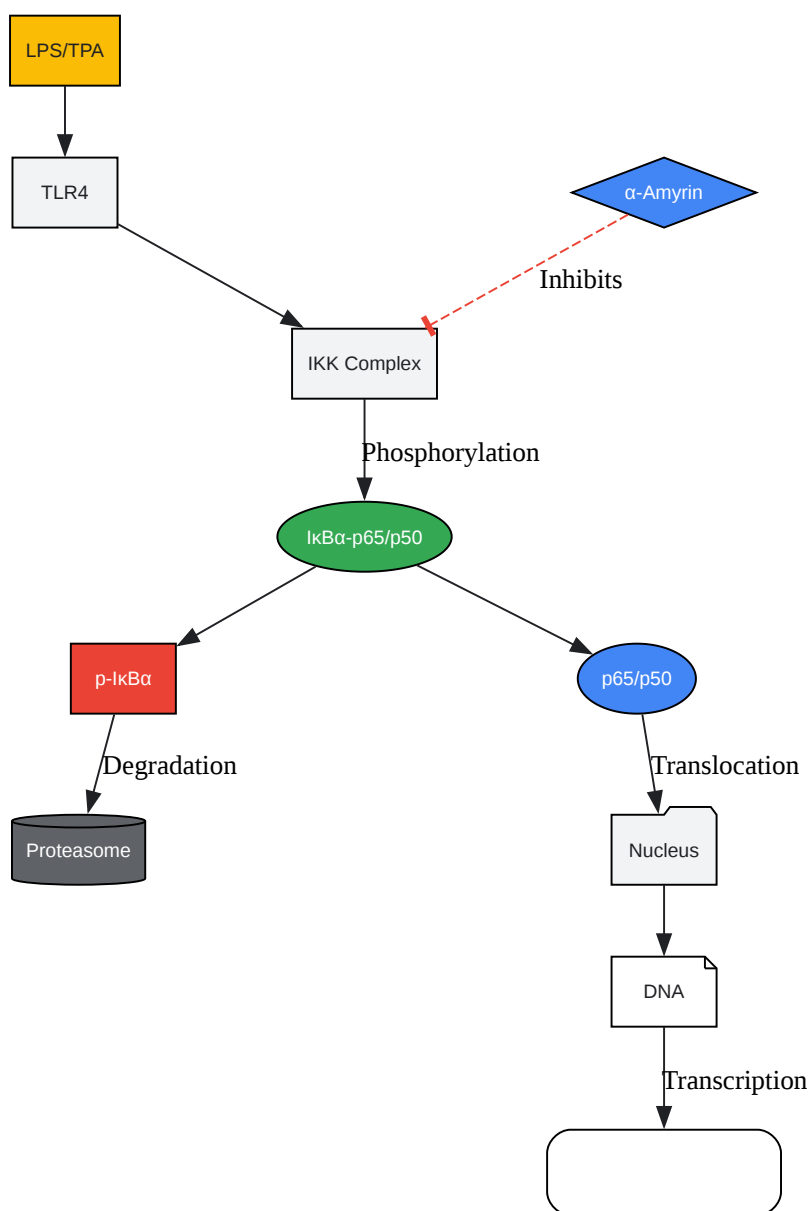 LPS/TPA
TLR4
α-Amyrin
Inhibits
IKK Complex
Phosphorylation
IκBα-p65/p50
p-IκBα
p65/p50
Degradation
Translocation
Proteasome
Nucleus
DNA
Transcription